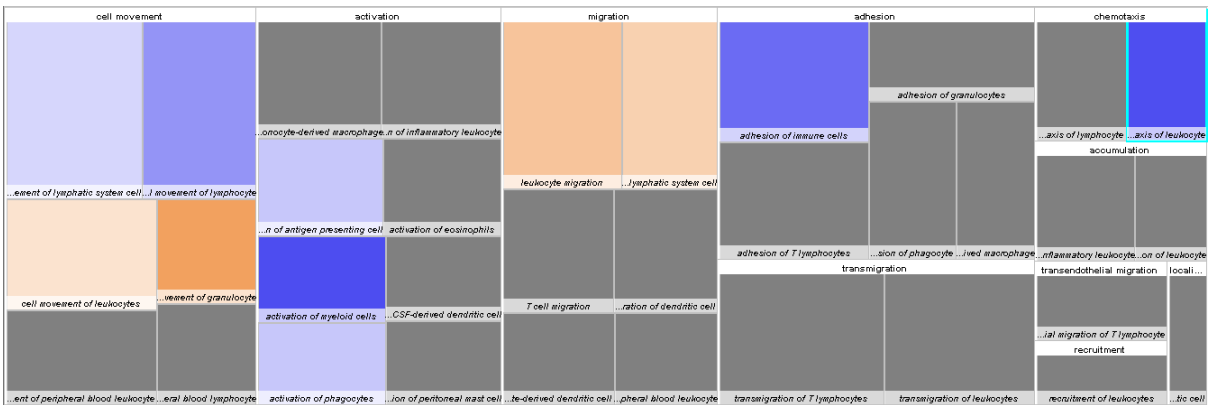 cell movement
activation
migration
adhesion
chemotaxis
...ement of lymphatic system cell
...l movement of lymphocyte
cell movement of leukocytes
...vement of granulocyte
...ent of peripheral blood leukocyte
...eral blood lymphocyte
...onocyte-derived macrophage
...n of inflammatory leukocyte
...n of antigen presenting cell
activation of eosinophils
activation of myeloid cells
...CSF-derived dendritic cell
activation of phagocytes
...ion of peritoneal mast cell
leukocyte migration
...lymphatic system cell
T cell migration
...ration of dendritic cell
...te-derived dendritic cell
...pheral blood leukocyte
adhesion of immune cells
adhesion of granulocytes
adhesion of T lymphocytes
...sion of phagocyte
...ived macrophage
transmigration
transmigration of T lymphocytes
transmigration of leukocytes
...axis of lymphocyte
...axis of leukocyte
accumulation
...nflammatory leukocyte
...on of leukocyte
transendothelial migration
locali...
...ial migration of T lymphocyte
recruitment
recruitment of leukocytes
...tic cell